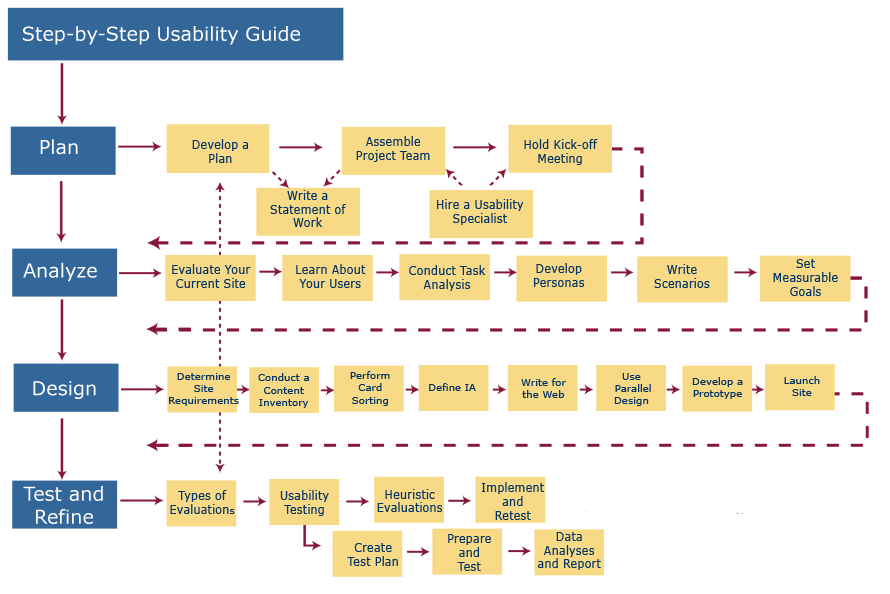 Step-by-Step Usability Guide
Plan
Develop a
Plan
Assemble
Project Team
Hold Kick-off
Meeting
Write a
Statement of
Work
Hire a Usability
Specialist
Analyze
Evaluate Your
Current Site
Learn About
Your Users
Conduct Task
Analysis
Develop
Personas
Write
Scenarios
Set
Measurable
Goals
Design
Determine
Site
Requirements
Conduct a
Content
Inventory
Perform
Card
Sorting
Define IA
Write for
the Web
Use
Parallel
Design
Develop a
Prototype
Launch
Site
Test and
Refine
Types of
Evaluations
Usability
Testing
Heuristic
Evaluations
Implement
and
Retest
Create
Test Plan
Prepare
and
Test
Data
Analyses
and Report